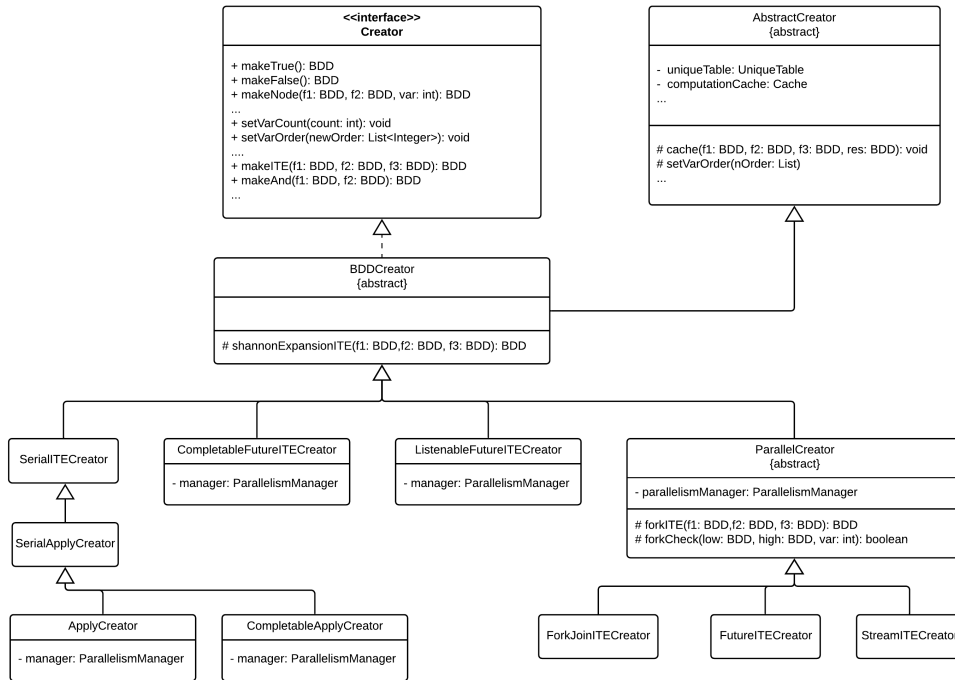 <<interface>>
Creator
+ makeTrue(): BDD
+ makeFalse(): BDD
+ makeNode(f1: BDD, f2: BDD, var: int): BDD
...
+ setVarCount(count: int): void
+ setVarOrder(newOrder: List<Integer>): void
....
+ makeITE(f1: BDD, f2: BDD, f3: BDD): BDD
+ makeAnd(f1: BDD, f2: BDD): BDD
...
AbstractCreator
{abstract}
- uniqueTable: UniqueTable
- computationCache: Cache
...
# cache(f1: BDD, f2: BDD, f3: BDD, res: BDD): void
# setVarOrder(nOrder: List)
...
BDDCreator
{abstract}
# shannonExpansionITE(f1: BDD,f2: BDD, f3: BDD): BDD
SerialITECreator
CompletableFutureITECreator
- manager: ParallelismManager
ListenableFutureITECreator
- manager: ParallelismManager
ParallelCreator
{abstract}
- parallelismManager: ParallelismManager
# forkITE(f1: BDD,f2: BDD, f3: BDD): BDD
# forkCheck(low: BDD, high: BDD, var: int): boolean
SerialApplyCreator
ApplyCreator
- manager: ParallelismManager
CompletableApplyCreator
- manager: ParallelismManager
ForkJoinITECreator
FutureITECreator
StreamITECreator